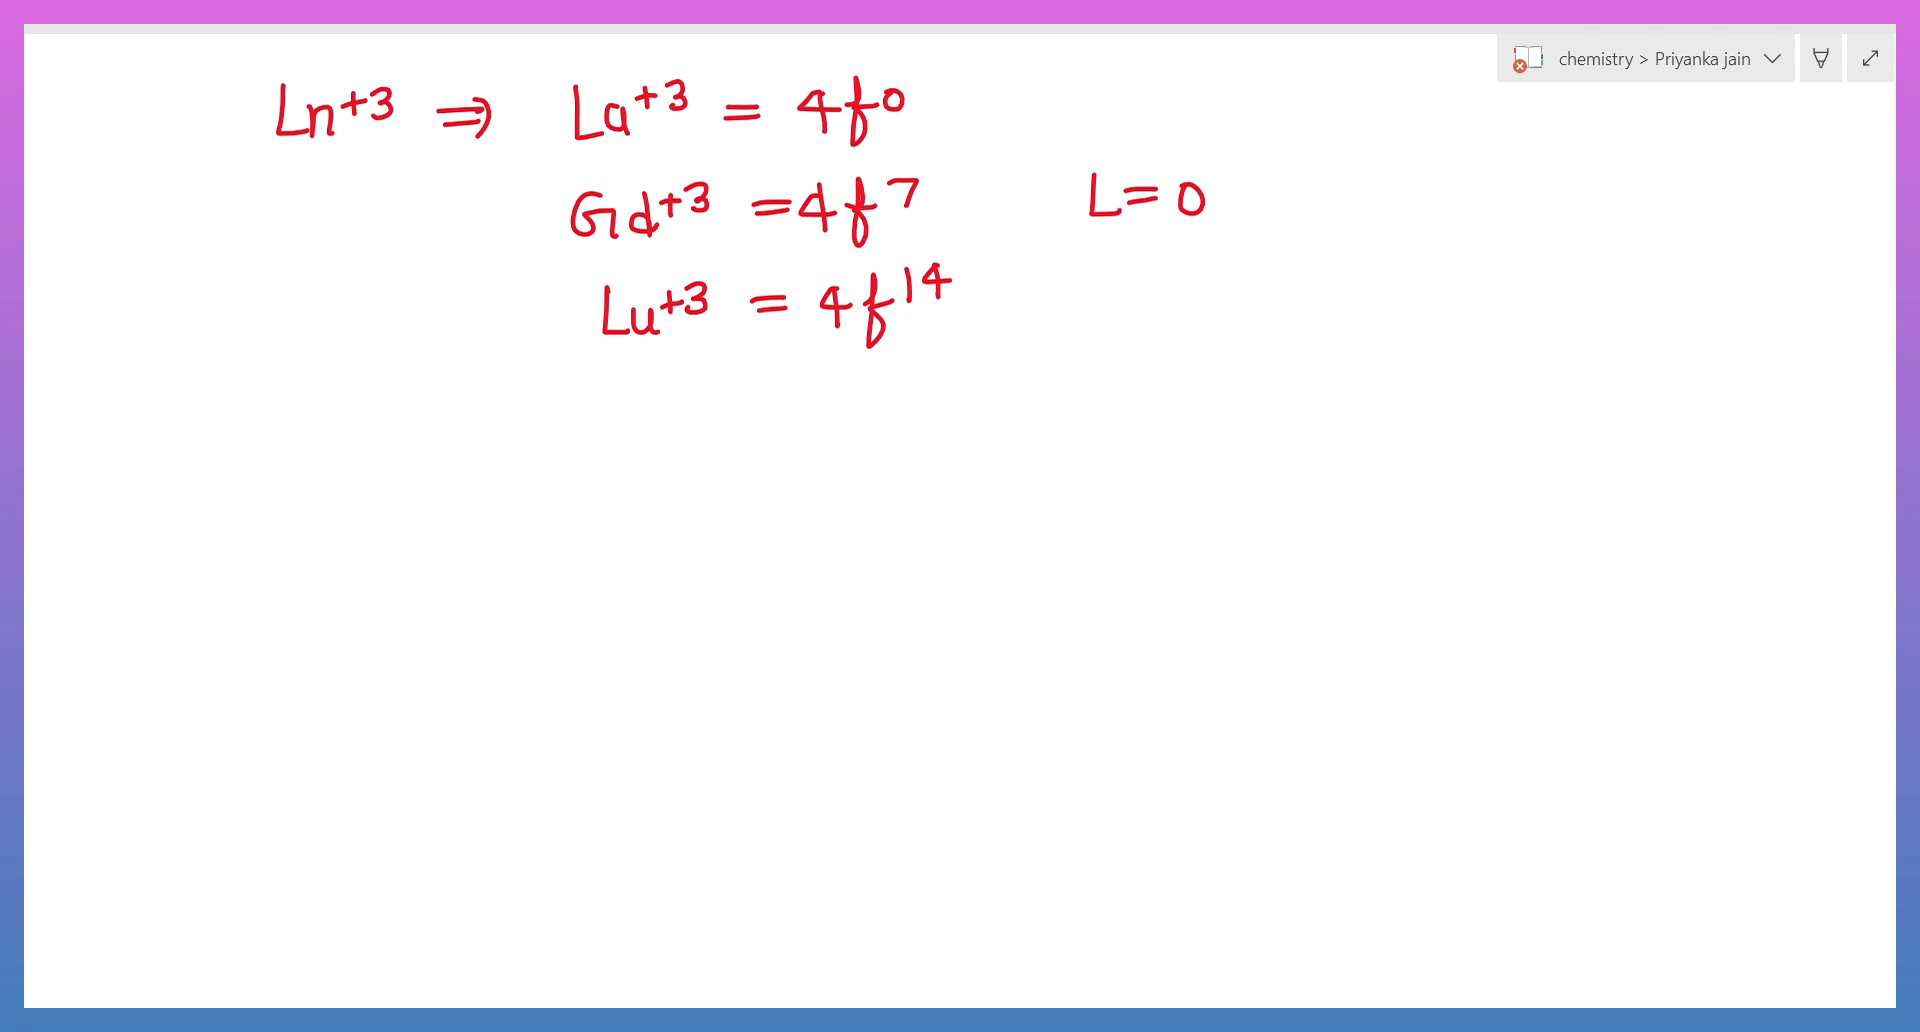 chemistry > Priyanka jain
Ln+3 ⇒ La+3 = 4f0
Gd+3 = 4f7 L = 0
Lu+3 = 4f14